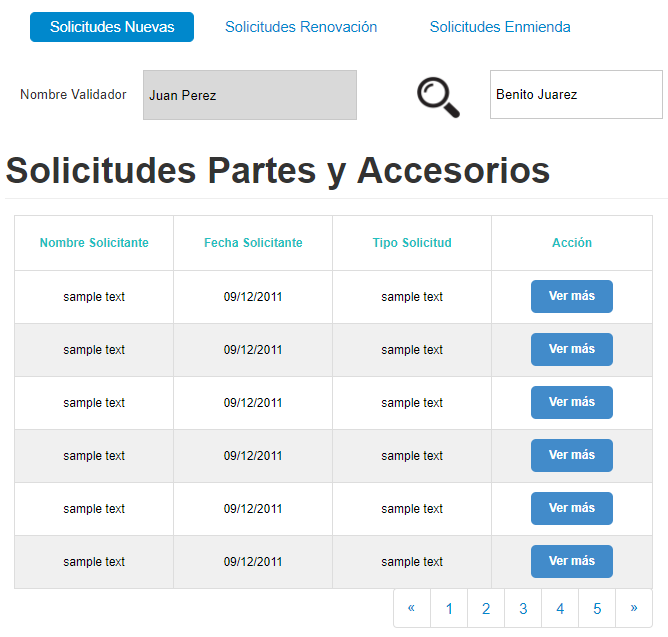 Solicitudes Nuevas Solicitudes Renovación Solicitudes Enmienda
Nombre Validador Juan Perez Benito Juarez
Solicitudes Partes y Accesorios
Nombre Solicitante Fecha Solicitante Tipo Solicitud Acción
sample text 09/12/2011 sample text Ver más
sample text 09/12/2011 sample text Ver más
sample text 09/12/2011 sample text Ver más
sample text 09/12/2011 sample text Ver más
sample text 09/12/2011 sample text Ver más
sample text 09/12/2011 sample text Ver más
« 1 2 3 4 5 »